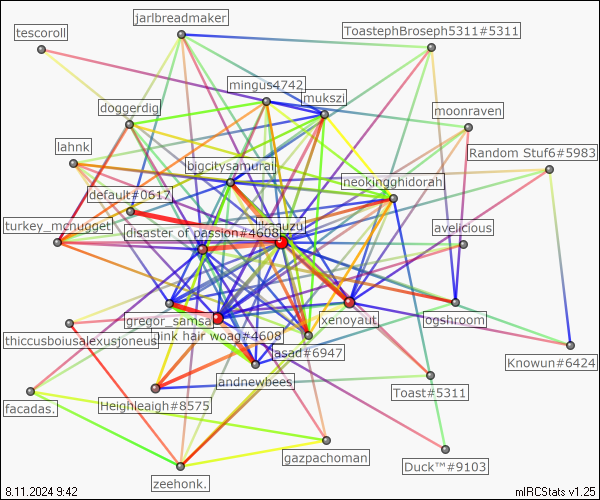 jarlbreadmaker
ToastephBroseph5311#5311
tescoroll
mingus4742
mukszi
doggerdig
moonraven
lahnk
Random Stuf6#5983
bigcitysamurai
neokingghidorah
default#0617
turkey_mcnugget
disaster of passion#4608
avelicious
gregor_samsa
xenoyaut
ogshroom
pink hair woag#4608
thiccusboiusalexusjoneus
asad#6947
Knowun#6424
andnewbees
Heighleigh#8575
Toast#5311
facadas.
gazpachoman
Duck™#9103
zeehonk.
8.11.2024 9:42
mIRCStats v1.25